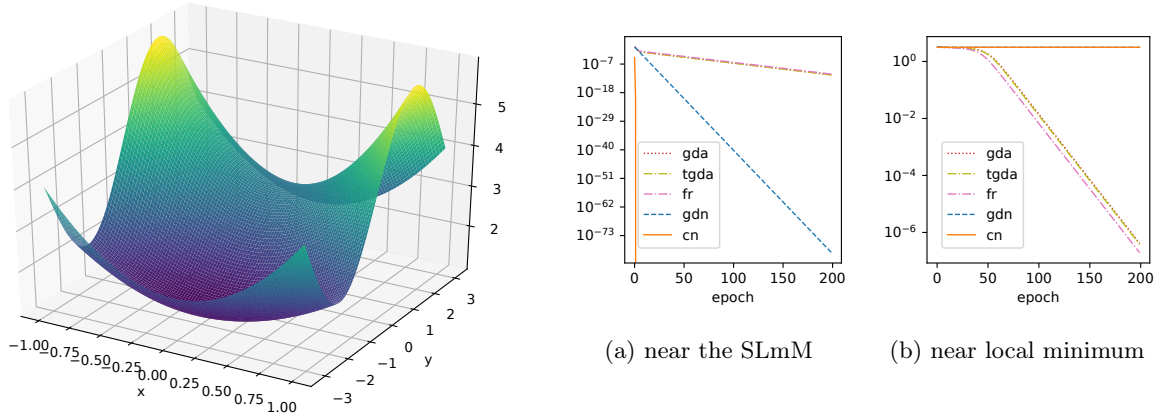 5
4
3
2
−1.00
−0.75
−0.50
−0.25
0.00
0.25
0.50
0.75
1.00
x
−3
−2
−1
0
1
2
3
y
10⁻⁷
10⁻¹⁸
10⁻²⁹
10⁻⁴⁰
10⁻⁵¹
10⁻⁶²
10⁻⁷³
gda
tgda
fr
gdn
cn
0 50 100 150 200
epoch
(a) near the SLmM
10⁰
10⁻²
10⁻⁴
10⁻⁶
gda
tgda
fr
gdn
cn
0 50 100 150 200
epoch
(b) near local minimum